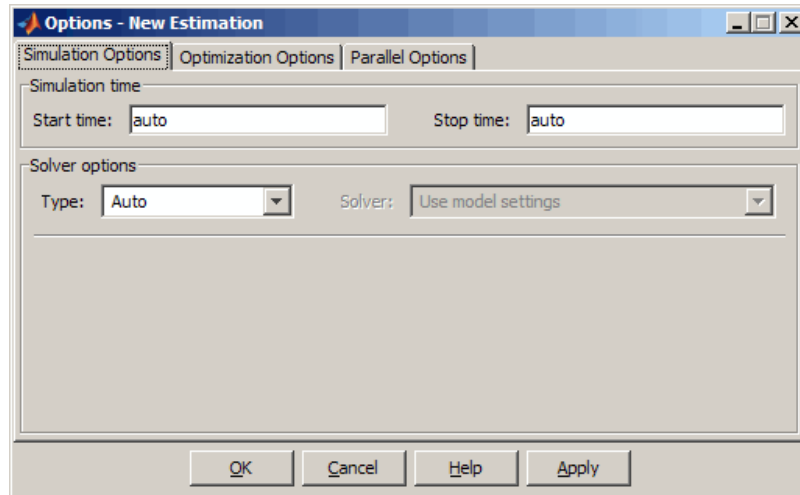 Options - New Estimation
Simulation Options Optimization Options Parallel Options
Simulation time
Start time: auto Stop time: auto
Solver options
Type: Auto Solver: Use model settings
OK Cancel Help Apply